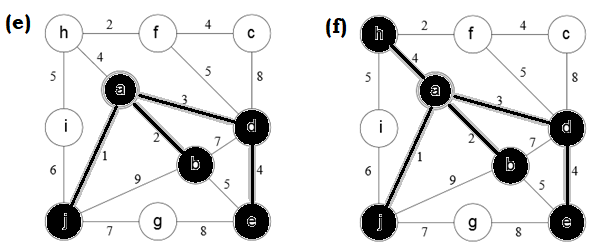 (e) (f)
h 2 f 4 c h 2 f 4 c
4 4
5 a 5 8 5 a 5 8
3 3
i 2 d i 2 d
7 7
6 1 b 4 6 1 b 4
9 5 9 5
j 7 g 8 e j 7 g 8 e